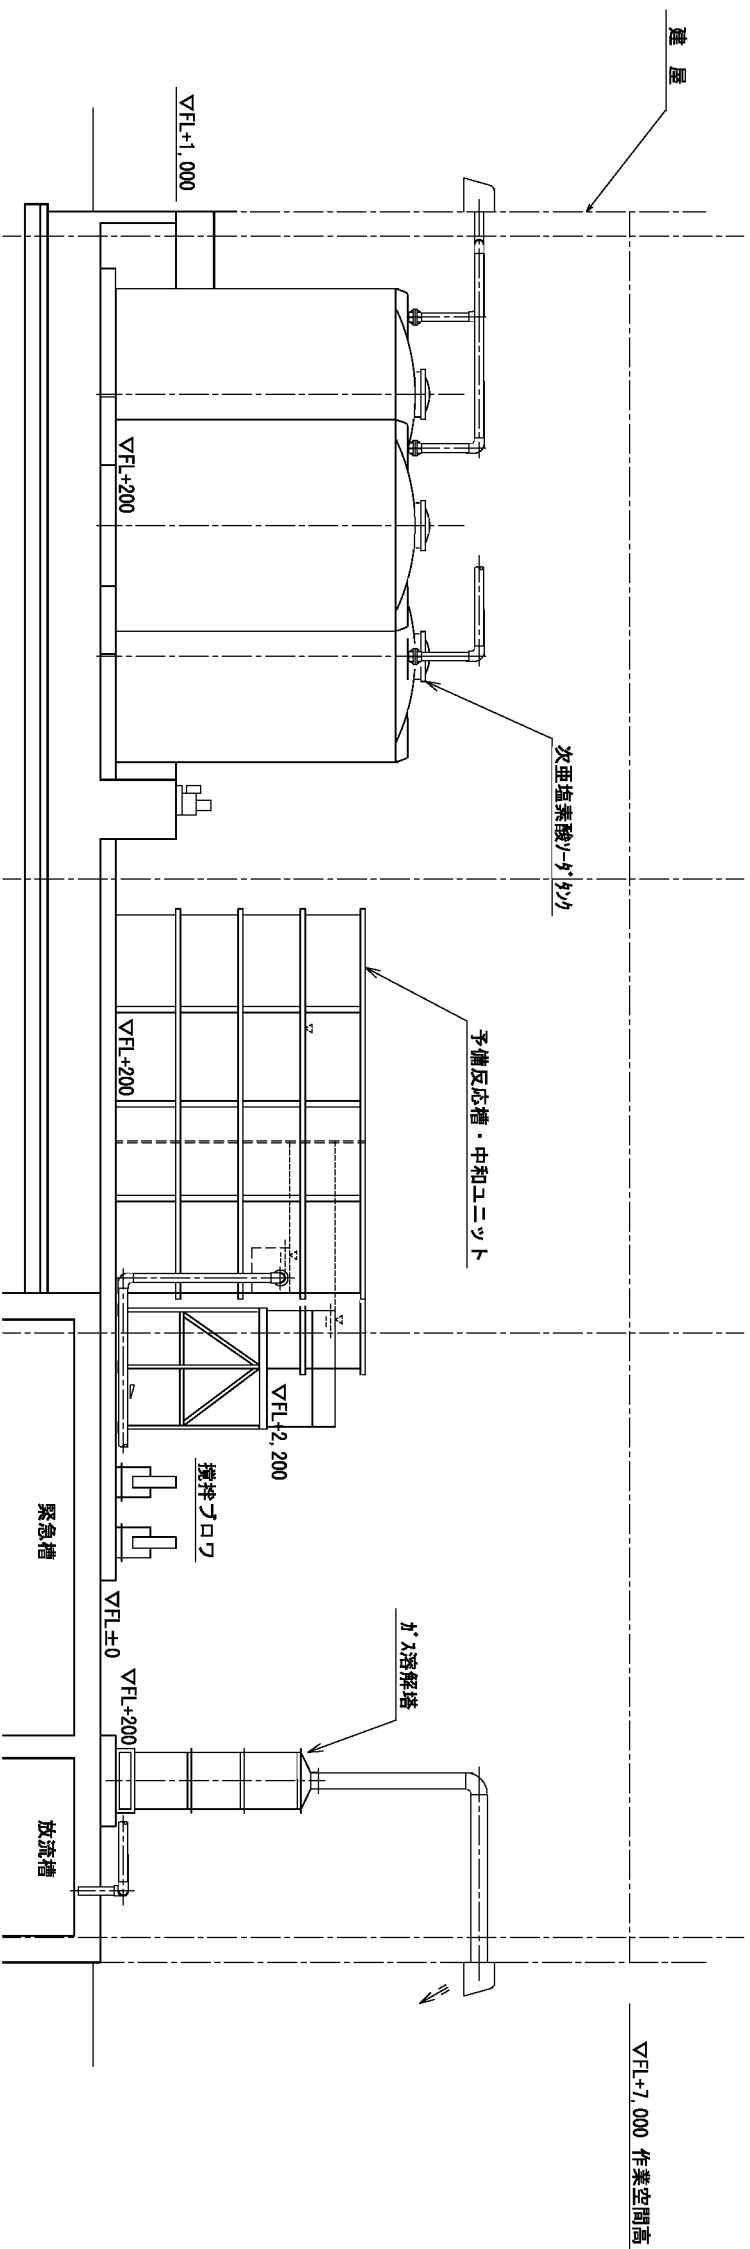 建 屋
▽FL+1,000
▽FL+200
次亜塩素酸ｿｰﾀﾞﾀﾝｸ
▽FL+200
予備反応槽・中和ユニット
▽FL+2,200
撹拌ブロワ
緊急槽
▽FL±0
▽FL+200
ｶﾞｽ溶解塔
放流槽
▽FL+7,000 作業空間高